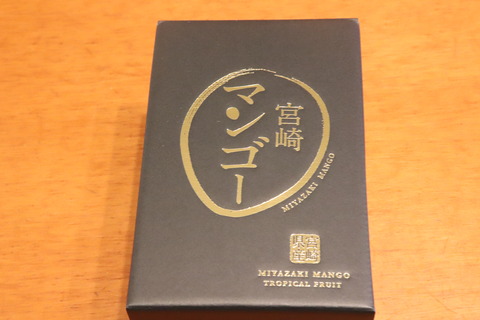 宮崎
マンゴー
MIYAZAKI MANGO
MIYAZAKI MANGO
TROPICAL FRUIT